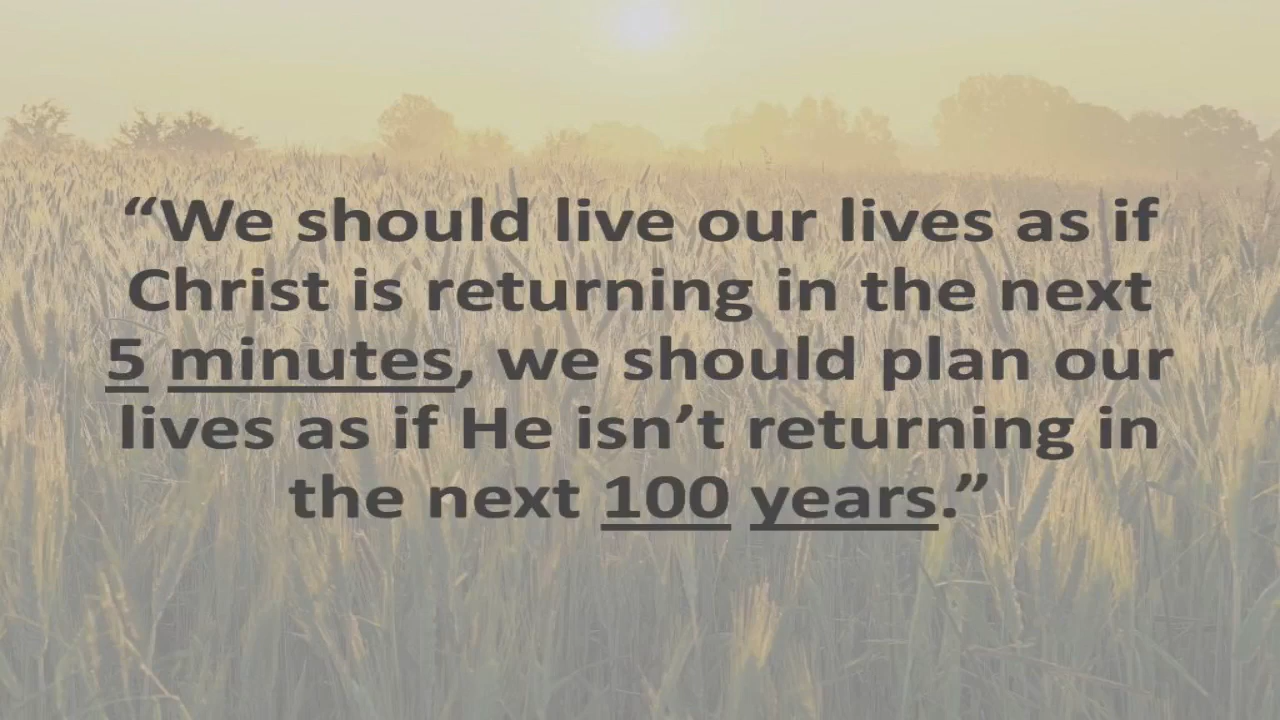 “We should live our lives as if
Christ is returning in the next
5 minutes, we should plan our
lives as if He isn’t returning in
the next 100 years.”